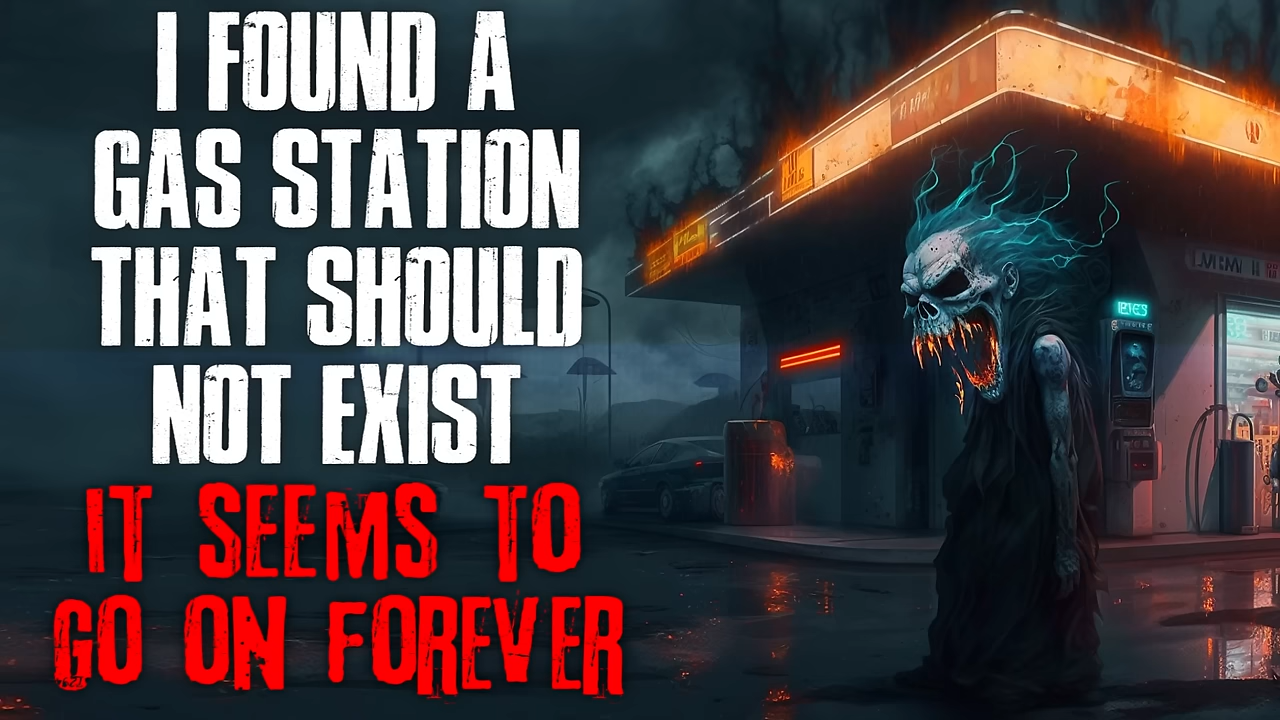 I FOUND A
GAS STATION
THAT SHOULD
NOT EXIST
IT SEEMS TO
GO ON FOREVER